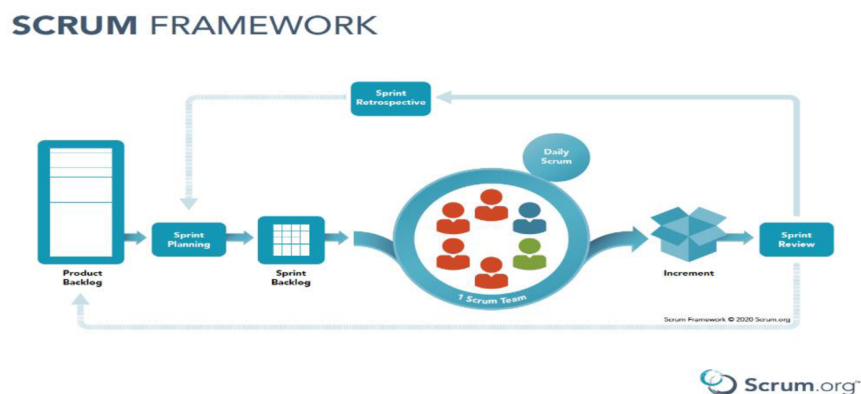 SCRUM FRAMEWORK
Sprint
Retrospective
Daily
Scrum
Sprint
Planning
Sprint
Review
Product
Backlog
Sprint
Backlog
Increment
1 Scrum Team
Scrum Framework © 2020 Scrum.org
Scrum.org™